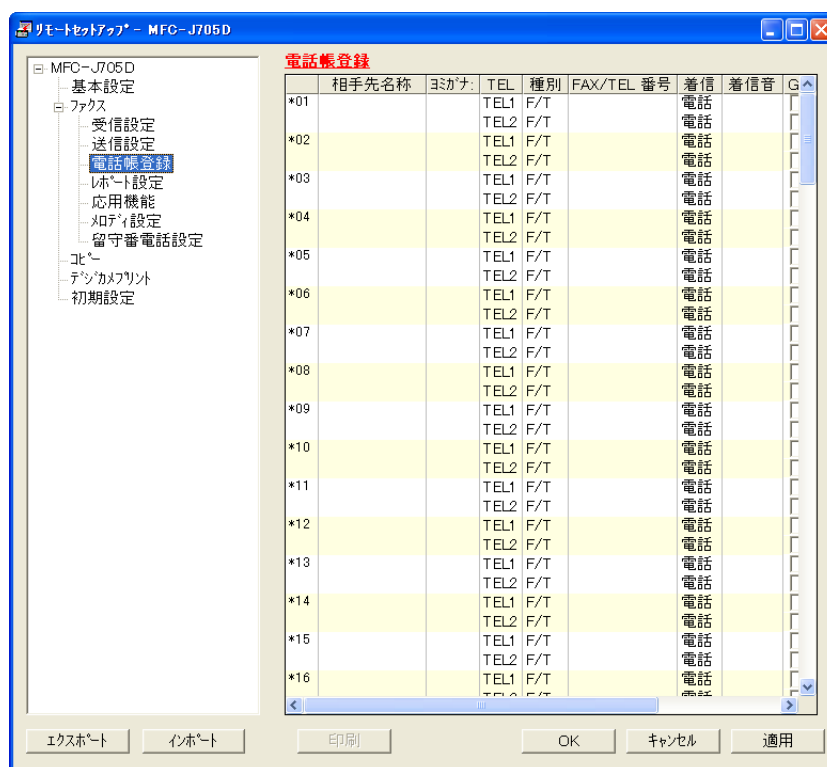 リモートセットアップ - MFC-J705D
MFC-J705D
基本設定
ファクス
受信設定
送信設定
電話帳登録
レポート設定
応用機能
メロディ設定
留守番電話設定
コピー
デジカメプリント
初期設定
電話帳登録
相手先名称 ヨミガナ: TEL 種別 FAX/TEL 番号 着信 着信音 G
*01 TEL1 F/T 電話
TEL2 F/T 電話
*02 TEL1 F/T 電話
TEL2 F/T 電話
*03 TEL1 F/T 電話
TEL2 F/T 電話
*04 TEL1 F/T 電話
TEL2 F/T 電話
*05 TEL1 F/T 電話
TEL2 F/T 電話
*06 TEL1 F/T 電話
TEL2 F/T 電話
*07 TEL1 F/T 電話
TEL2 F/T 電話
*08 TEL1 F/T 電話
TEL2 F/T 電話
*09 TEL1 F/T 電話
TEL2 F/T 電話
*10 TEL1 F/T 電話
TEL2 F/T 電話
*11 TEL1 F/T 電話
TEL2 F/T 電話
*12 TEL1 F/T 電話
TEL2 F/T 電話
*13 TEL1 F/T 電話
TEL2 F/T 電話
*14 TEL1 F/T 電話
TEL2 F/T 電話
*15 TEL1 F/T 電話
TEL2 F/T 電話
*16 TEL1 F/T 電話
TEL2 F/T 電話
エクスポート インポート 印刷 OK キャンセル 適用